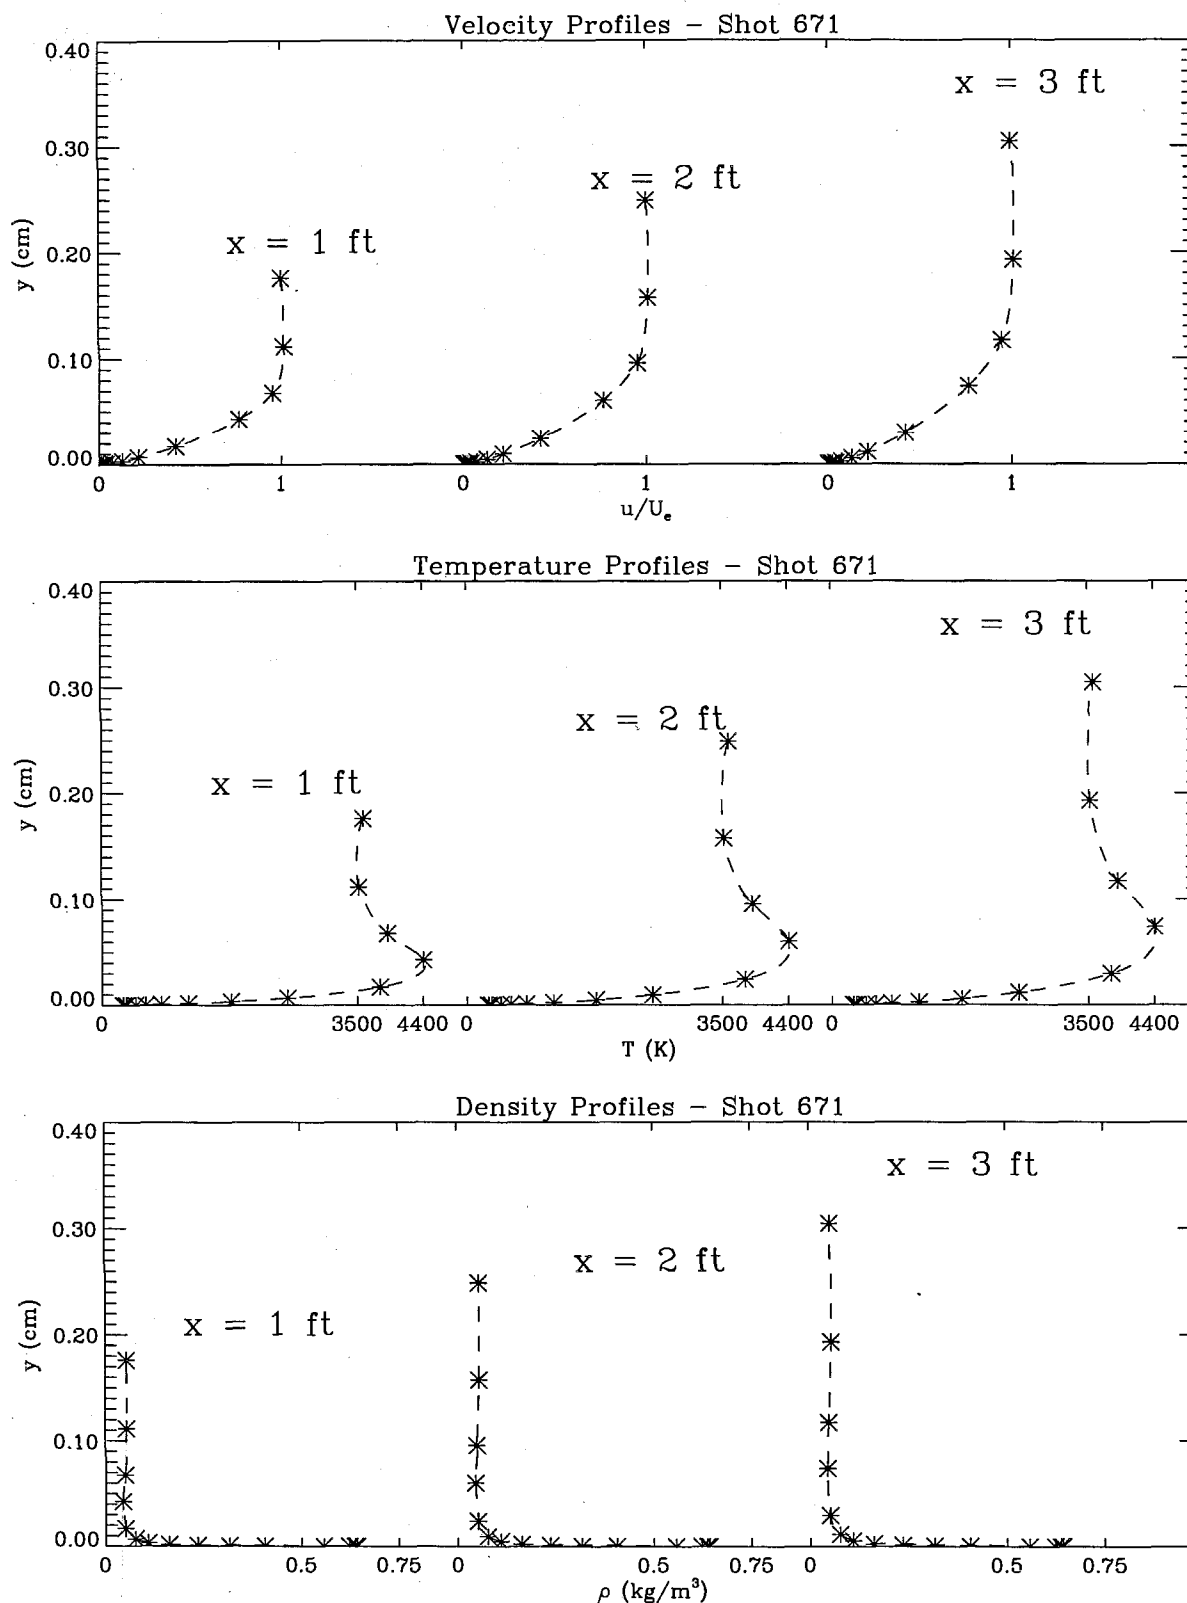 Velocity Profiles – Shot 671
0.40
x = 3 ft
0.30
x = 2 ft
x = 1 ft
0.20
y (cm)
0.10
0.00
0 1 0 1 0 1
u/Uₑ
Temperature Profiles – Shot 671
0.40
x = 3 ft
0.30
x = 2 ft
x = 1 ft
0.20
y (cm)
0.10
0.00
0 3500 4400 0 3500 4400 0 3500 4400
T (K)
Density Profiles – Shot 671
0.40
x = 3 ft
0.30
x = 2 ft
x = 1 ft
0.20
y (cm)
0.10
0.00
0 0.5 0.75 0 0.5 0.75 0 0.5 0.75
ρ (kg/m³)